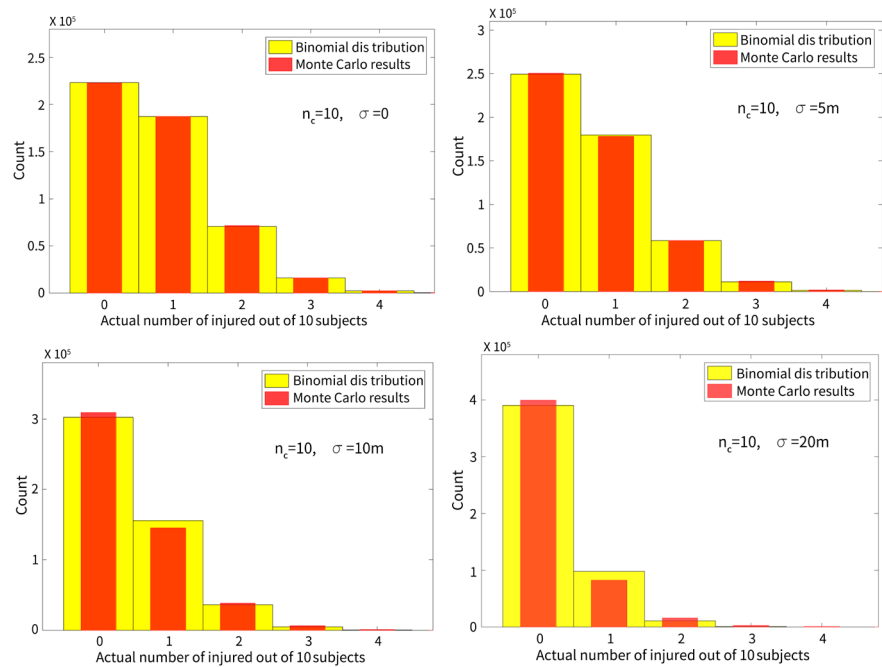 X 10⁵
2.5
2
1.5
1
0.5
0
Count
Binomial dis tribution
Monte Carlo results
n_c=10, σ =0
0 1 2 3 4
Actual number of injured out of 10 subjects
X 10⁵
3
2.5
2
1.5
1
0.5
0
Count
Binomial dis tribution
Monte Carlo results
n_c=10, σ =5m
0 1 2 3 4
Actual number of injured out of 10 subjects
X 10⁵
3
2
1
0
Count
Binomial dis tribution
Monte Carlo results
n_c=10, σ =10m
0 1 2 3 4
Actual number of injured out of 10 subjects
X 10⁵
4
3
2
1
0
Count
Binomial dis tribution
Monte Carlo results
n_c=10, σ =20m
0 1 2 3 4
Actual number of injured out of 10 subjects